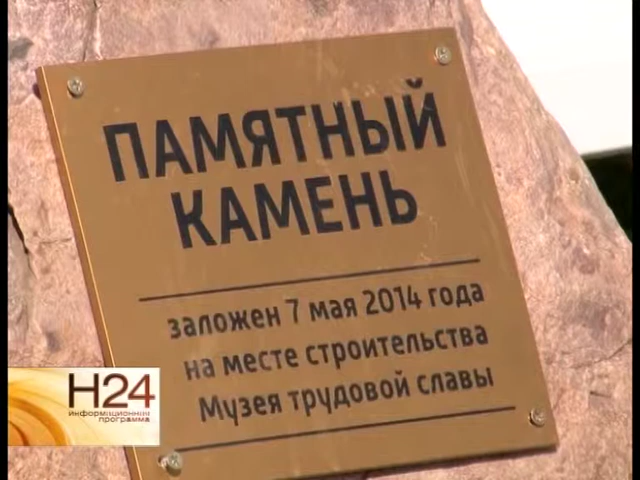 ПАМЯТНЫЙ
КАМЕНЬ
заложен 7 мая 2014 года
на месте строительства
Музея трудовой славы
Н24
информационная
программа